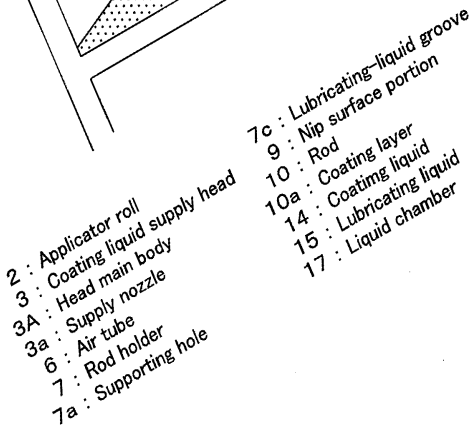 2 : Applicator roll
3 : Coating liquid supply head
3A : Head main body
3a : Supply nozzle
6 : Air tube
7 : Rod holder
7a : Supporting hole
7c : Lubricating-liquid groove
9 : Nip surface portion
10 : Rod
10a : Coating layer
14 : Coatimg liquid
15 : Lubricating liquid
17 : Liquid chamber